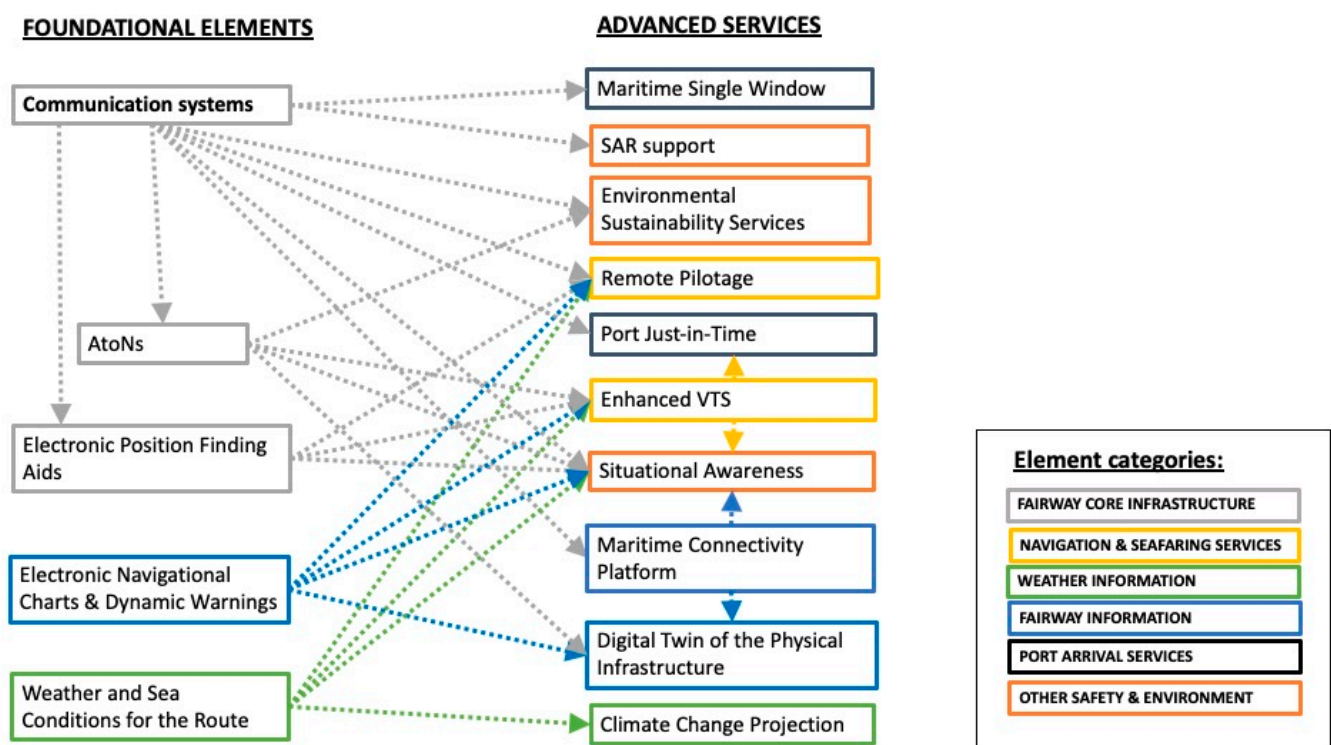 FOUNDATIONAL ELEMENTS
ADVANCED SERVICES
Communication systems
AtoNs
Electronic Position Finding
Aids
Electronic Navigational
Charts & Dynamic Warnings
Weather and Sea
Conditions for the Route
Maritime Single Window
SAR support
Environmental
Sustainability Services
Remote Pilotage
Port Just-in-Time
Enhanced VTS
Situational Awareness
Maritime Connectivity
Platform
Digital Twin of the Physical
Infrastructure
Climate Change Projection
Element categories:
FAIRWAY CORE INFRASTRUCTURE
NAVIGATION & SEAFARING SERVICES
WEATHER INFORMATION
FAIRWAY INFORMATION
PORT ARRIVAL SERVICES
OTHER SAFETY & ENVIRONMENT